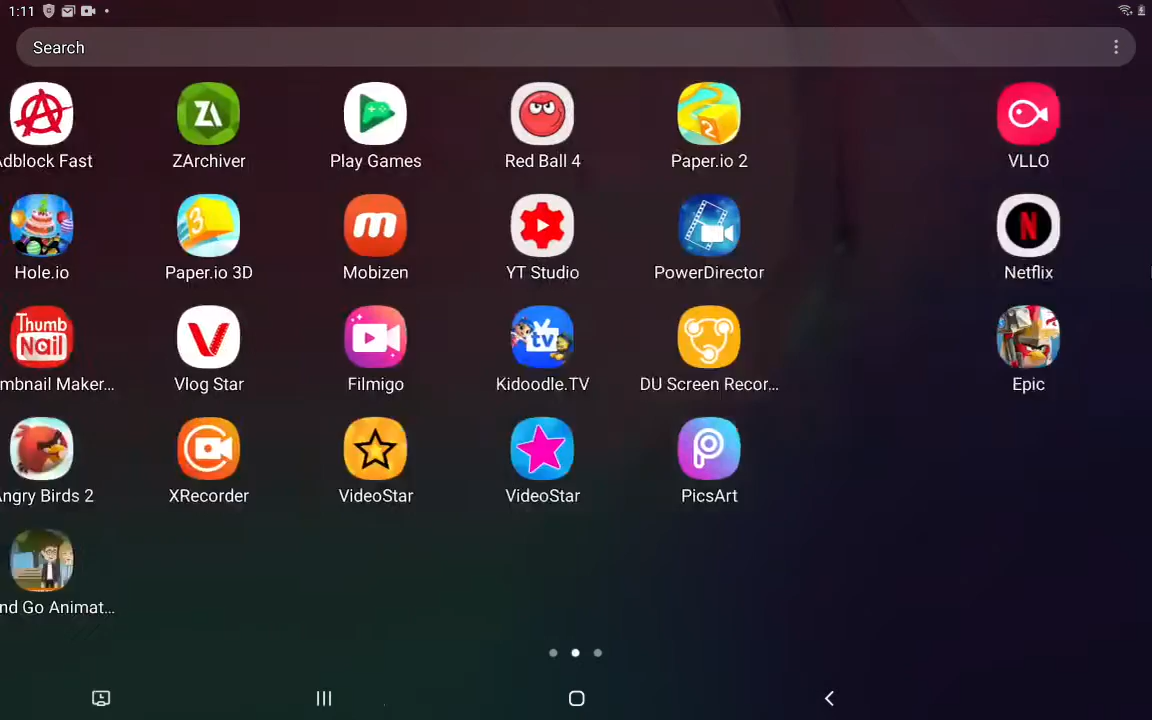 1:11
Search
Adblock Fast
ZArchiver
Play Games
Red Ball 4
Paper.io 2
VLLO
Hole.io
Paper.io 3D
Mobizen
YT Studio
PowerDirector
Netflix
Thumb
Nail
mbnail Maker...
Vlog Star
Filmigo
Kidoodle.TV
DU Screen Recor...
Epic
Angry Birds 2
XRecorder
VideoStar
VideoStar
PicsArt
nd Go Animat...